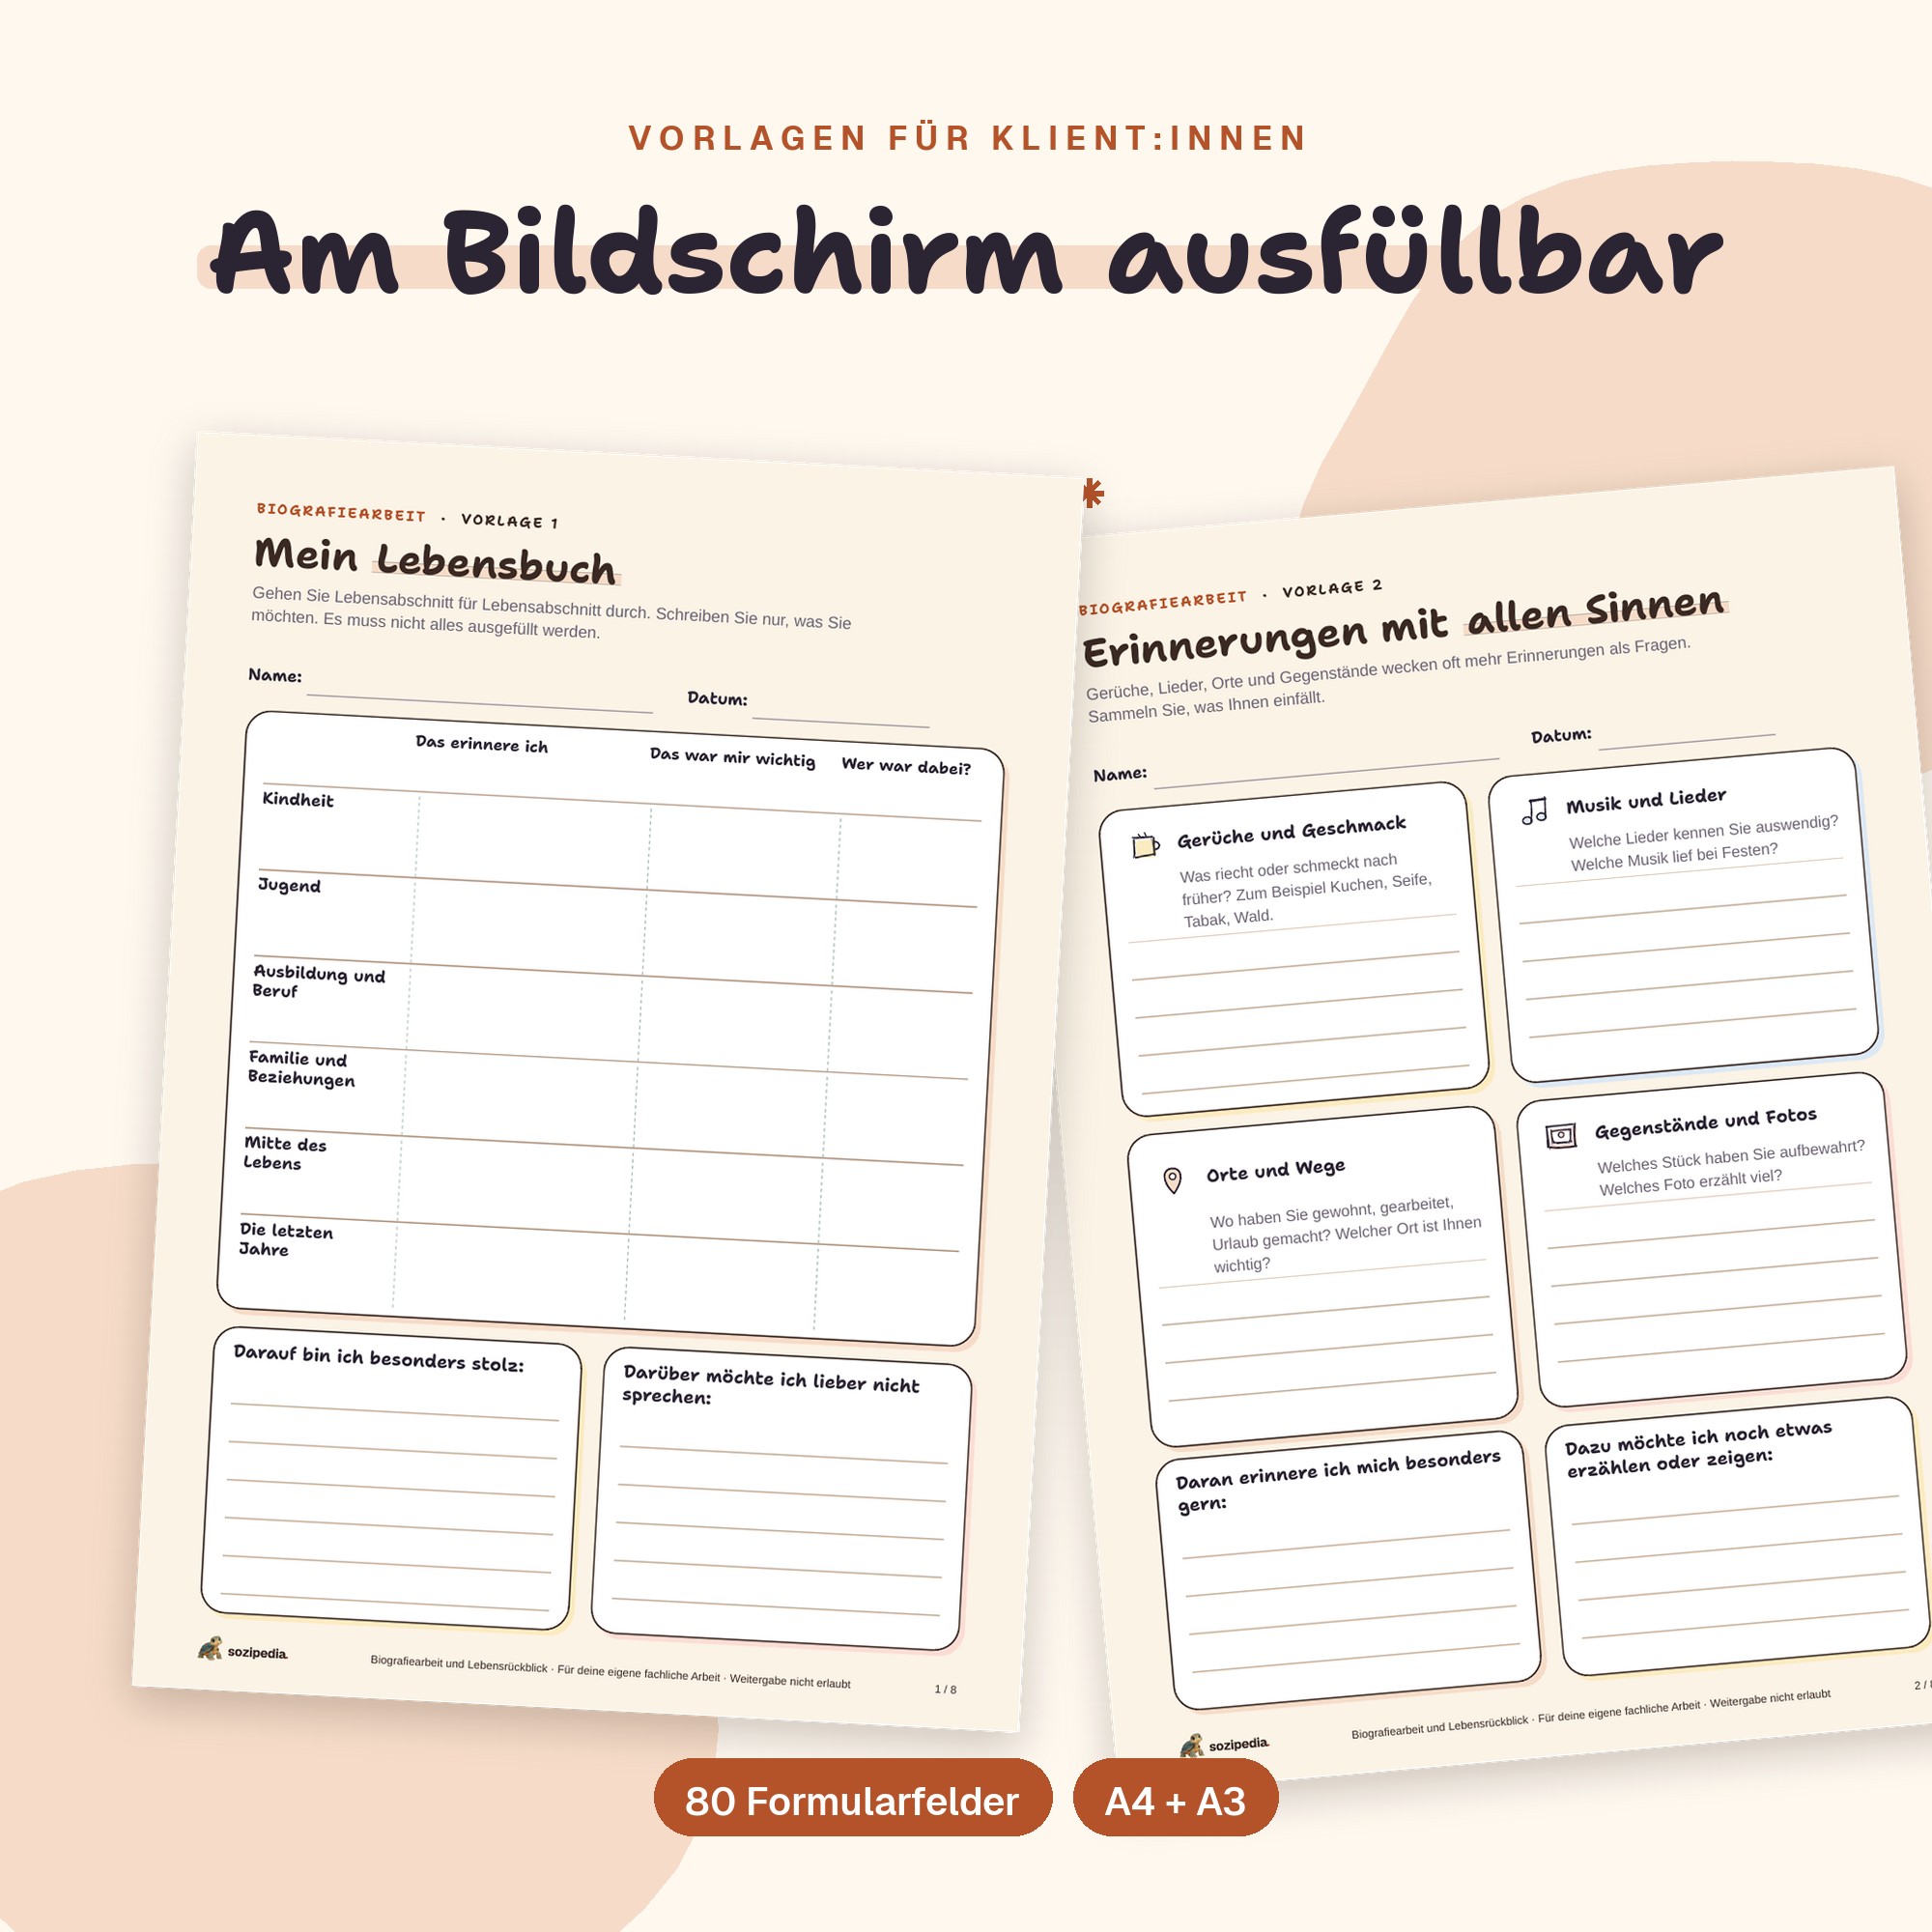 VORLAGEN FÜR KLIENT:INNEN
Am Bildschirm ausfüllbar
BIOGRAFIEARBEIT · VORLAGE 1
Mein Lebensbuch
Gehen Sie Lebensabschnitt für Lebensabschnitt durch. Schreiben Sie nur, was Sie
möchten. Es muss nicht alles ausgefüllt werden.
Name:
Datum:
Das erinnere ich
Das war mir wichtig
Wer war dabei?
Kindheit
Jugend
Ausbildung und
Beruf
Familie und
Beziehungen
Mitte des
Lebens
Die letzten
Jahre
Darauf bin ich besonders stolz:
Darüber möchte ich lieber nicht
sprechen:
sozipedia.
Biografiearbeit und Lebensrückblick · Für deine eigene fachliche Arbeit · Weitergabe nicht erlaubt
1 / 8
BIOGRAFIEARBEIT · VORLAGE 2
Erinnerungen mit allen Sinnen
Gerüche, Lieder, Orte und Gegenstände wecken oft mehr Erinnerungen als Fragen.
Sammeln Sie, was Ihnen einfällt.
Name:
Datum:
Gerüche und Geschmack
Was riecht oder schmeckt nach
früher? Zum Beispiel Kuchen, Seife,
Tabak, Wald.
Musik und Lieder
Welche Lieder kennen Sie auswendig?
Welche Musik lief bei Festen?
Orte und Wege
Wo haben Sie gewohnt, gearbeitet,
Urlaub gemacht? Welcher Ort ist Ihnen
wichtig?
Gegenstände und Fotos
Welches Stück haben Sie aufbewahrt?
Welches Foto erzählt viel?
Daran erinnere ich mich besonders
gern:
Dazu möchte ich noch etwas
erzählen oder zeigen:
sozipedia.
Biografiearbeit und Lebensrückblick · Für deine eigene fachliche Arbeit · Weitergabe nicht erlaubt
2 / 8
80 Formularfelder
A4 + A3